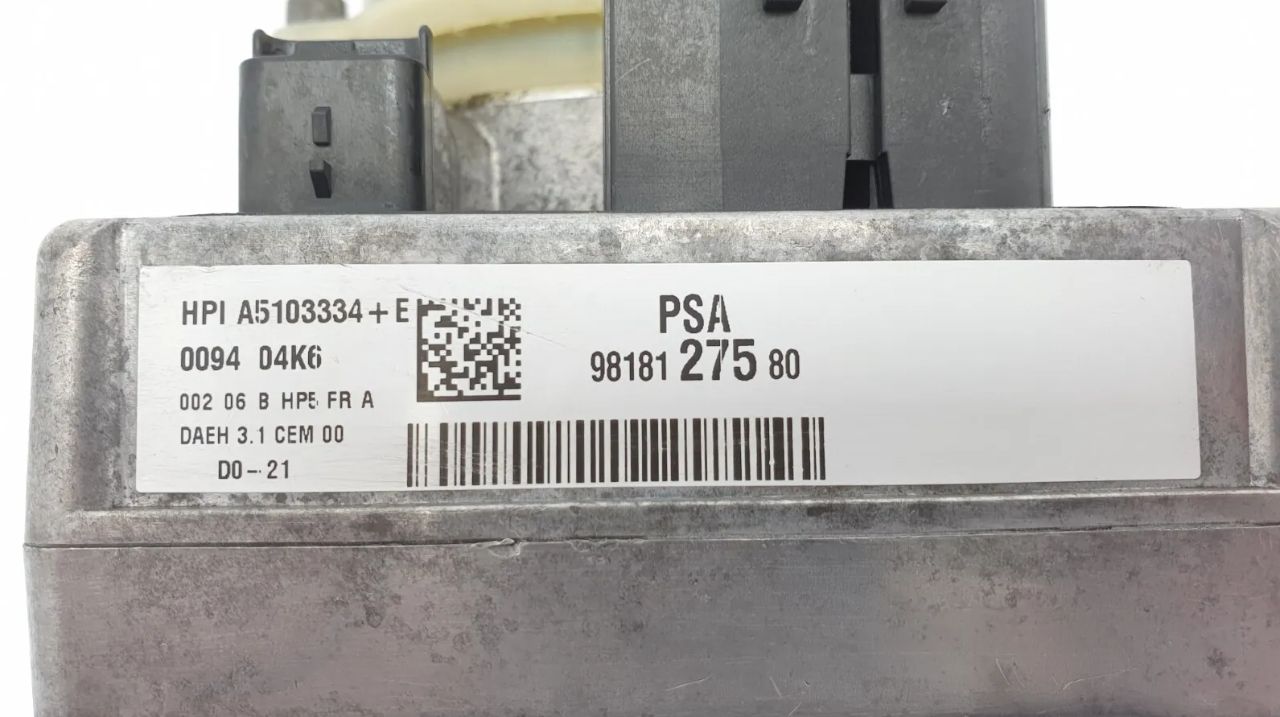 HPI A5103334+E
0094 04K6
002 06 B HP5 FR A
DAEH 3.1 CEM 00
D0-21
PSA
98181 275 80